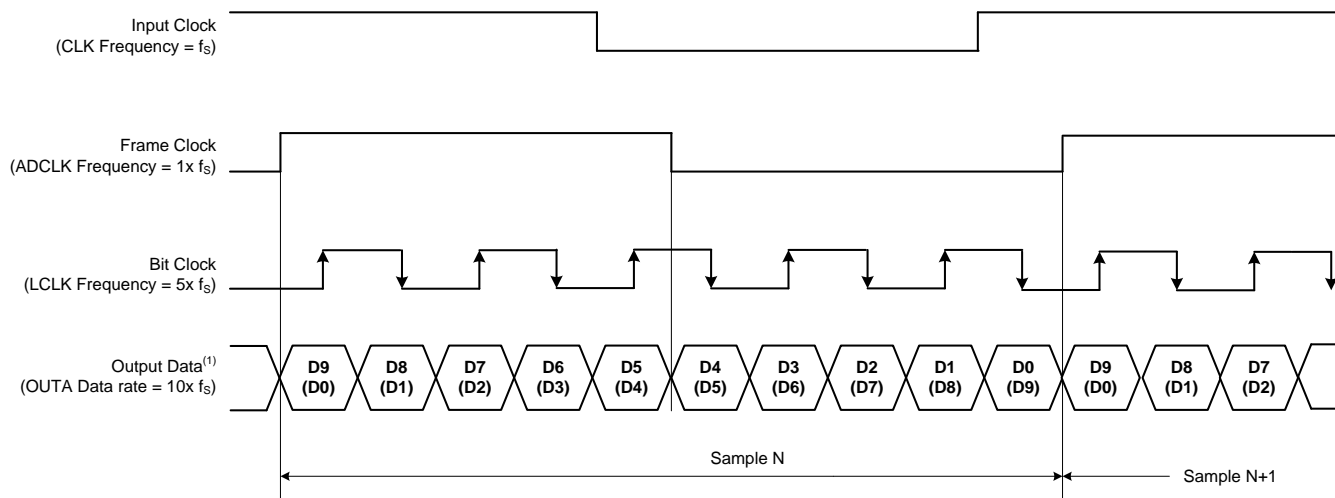 Input Clock
(CLK Frequency = fS)
Frame Clock
(ADCLK Frequency = 1x fS)
Bit Clock
(LCLK Frequency = 5x fS)
Output Data(1)
(OUTA Data rate = 10x fS)
D9 D8 D7 D6 D5 D4 D3 D2 D1 D0 D9 D8 D7
(D0) (D1) (D2) (D3) (D4) (D5) (D6) (D7) (D8) (D9) (D0) (D1) (D2)
Sample N
Sample N+1